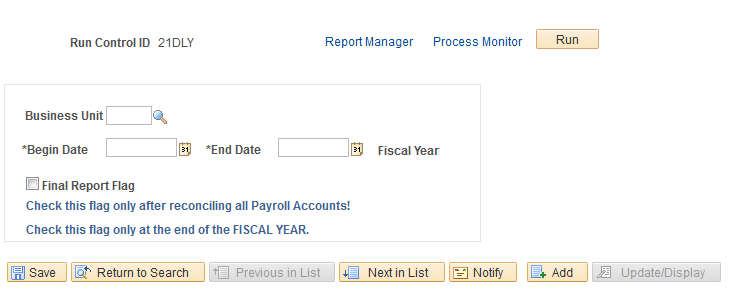 Run Control ID 21DLY Report Manager Process Monitor Run
Business Unit
*Begin Date 31 *End Date 31 Fiscal Year
Final Report Flag
Check this flag only after reconciling all Payroll Accounts!
Check this flag only at the end of the FISCAL YEAR.
Save Return to Search Previous in List Next in List Notify Add Update/Display